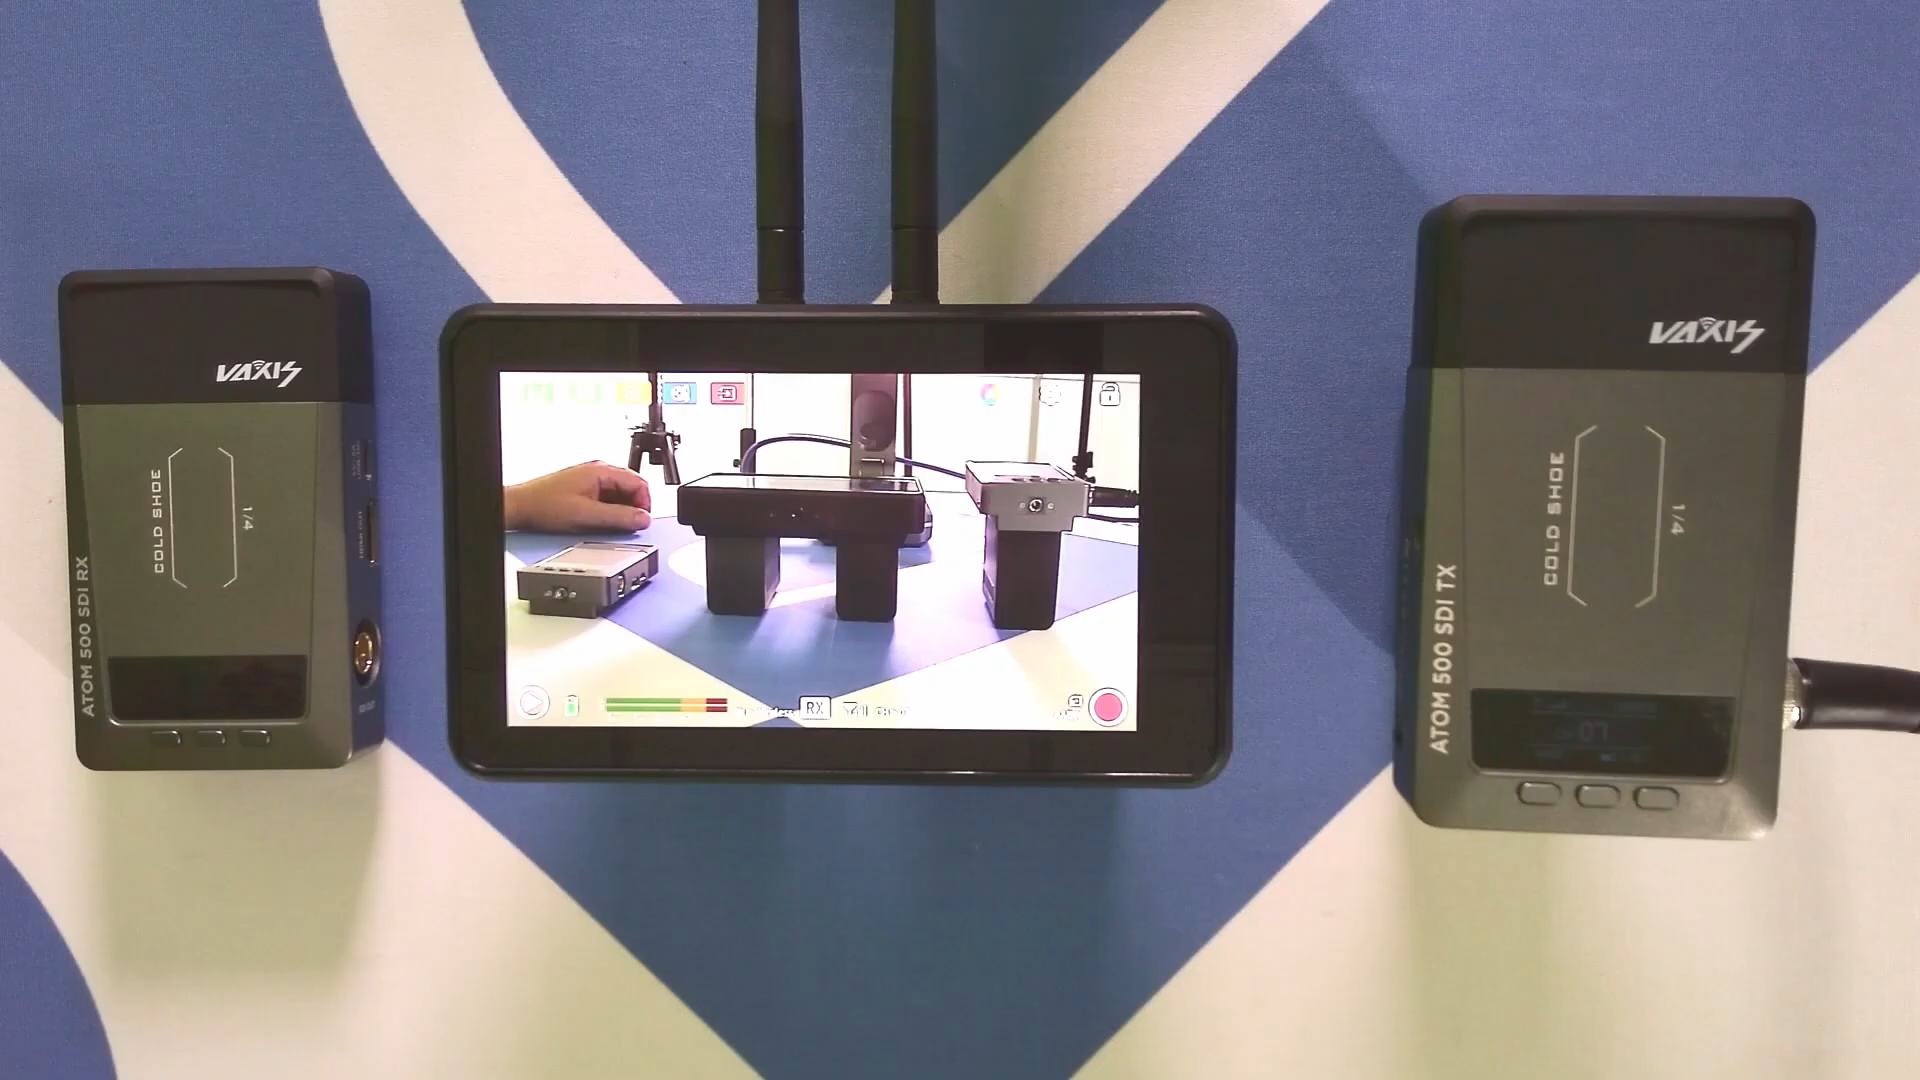 VAXIS
COLD SHOE
1/4
ATOM 500 SDI RX
RX
VAXIS
COLD SHOE
1/4
ATOM 500 SDI TX
07